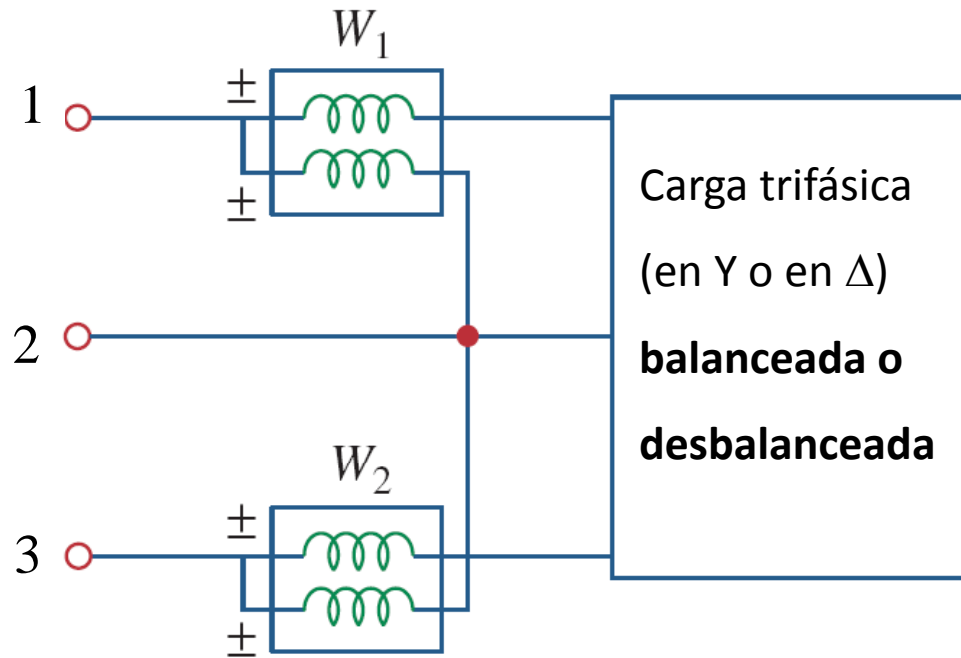 W₁
±
1
±
Carga trifásica
(en Y o en Δ)
2
balanceada o
desbalanceada
W₂
±
3
±